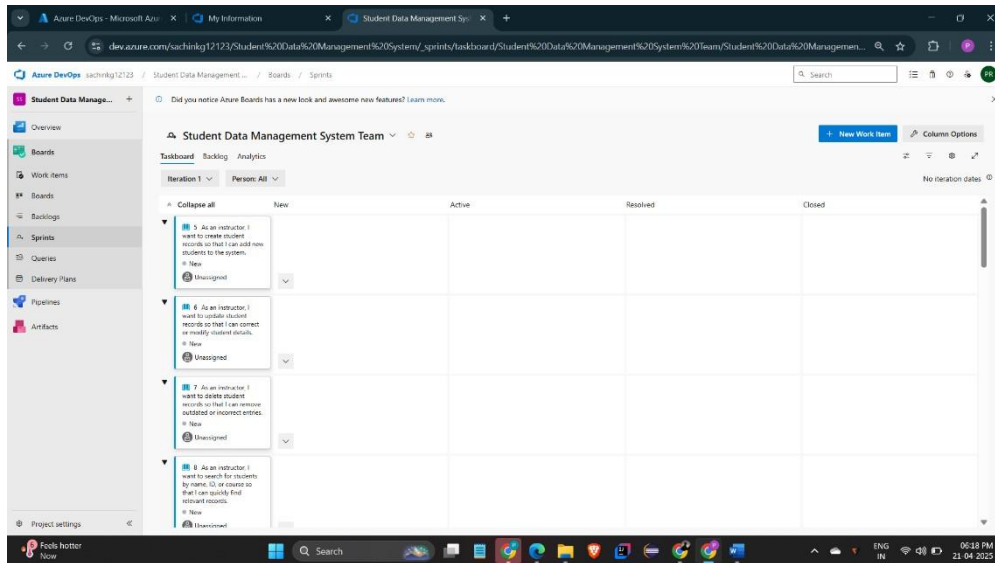 Azure DevOps - Microsoft Azur
My Information
Student Data Management Sys
dev.azure.com/sachinkg12123/Student%20Data%20Management%20System/_sprints/taskboard/Student%20Data%20Management%20System%20Team/Student%20Data%20Managemen...
Azure DevOps sachinkg12123 / Student Data Management ... / Boards / Sprints
Search
PR
Student Data Manage...
Did you notice Azure Boards has a new look and awesome new features? Learn more.
Overview
Boards
Work items
Boards
Backlogs
Sprints
Queries
Delivery Plans
Pipelines
Artifacts
Project settings
Student Data Management System Team
+ New Work Item
Column Options
Taskboard Backlog Analytics
Iteration 1
Person: All
No iteration dates
Collapse all New Active Resolved Closed
5 As an instructor, I
want to create student
records so that I can add new
students to the system.
New
Unassigned
6 As an instructor, I
want to update student
records so that I can correct
or modify student details.
New
Unassigned
7 As an instructor, I
want to delete student
records so that I can remove
outdated or incorrect entries.
New
Unassigned
8 As an instructor, I
want to search for students
by name, ID, or course so
that I can quickly find
relevant records.
New
Unassigned
Feels hotter
Now
Search
ENG
IN
06:18 PM
21-04-2025